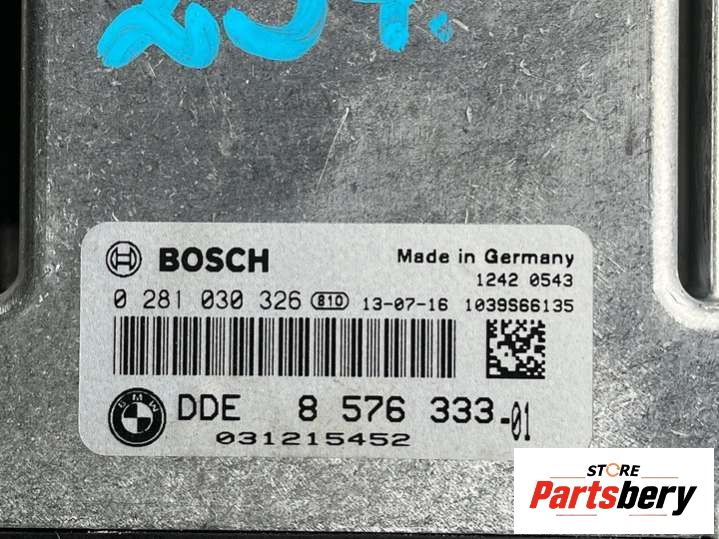 BOSCH
Made in Germany
1242 0543
0 281 030 326 810 13-07-16 1039S66135
BMW
DDE 8 576 333-01
031215452
STORE
Partsbery